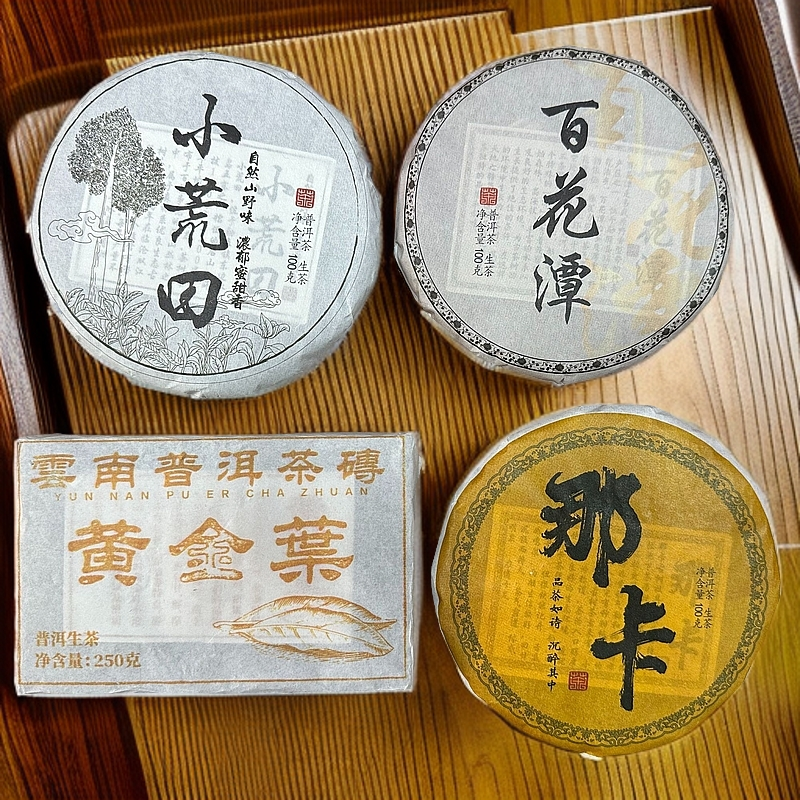 小荒田
自然山野味
濃郁蜜甜香
普洱茶 生茶
净含量100克
百花潭
普洱茶 生茶
净含量100克
雲南普洱茶磚
YUN NAN PU ER CHA ZHUAN
黄金葉
普洱生茶
净含量:250克
那卡
品茶如诗
沉醉其中
普洱茶 生茶
净含量100克